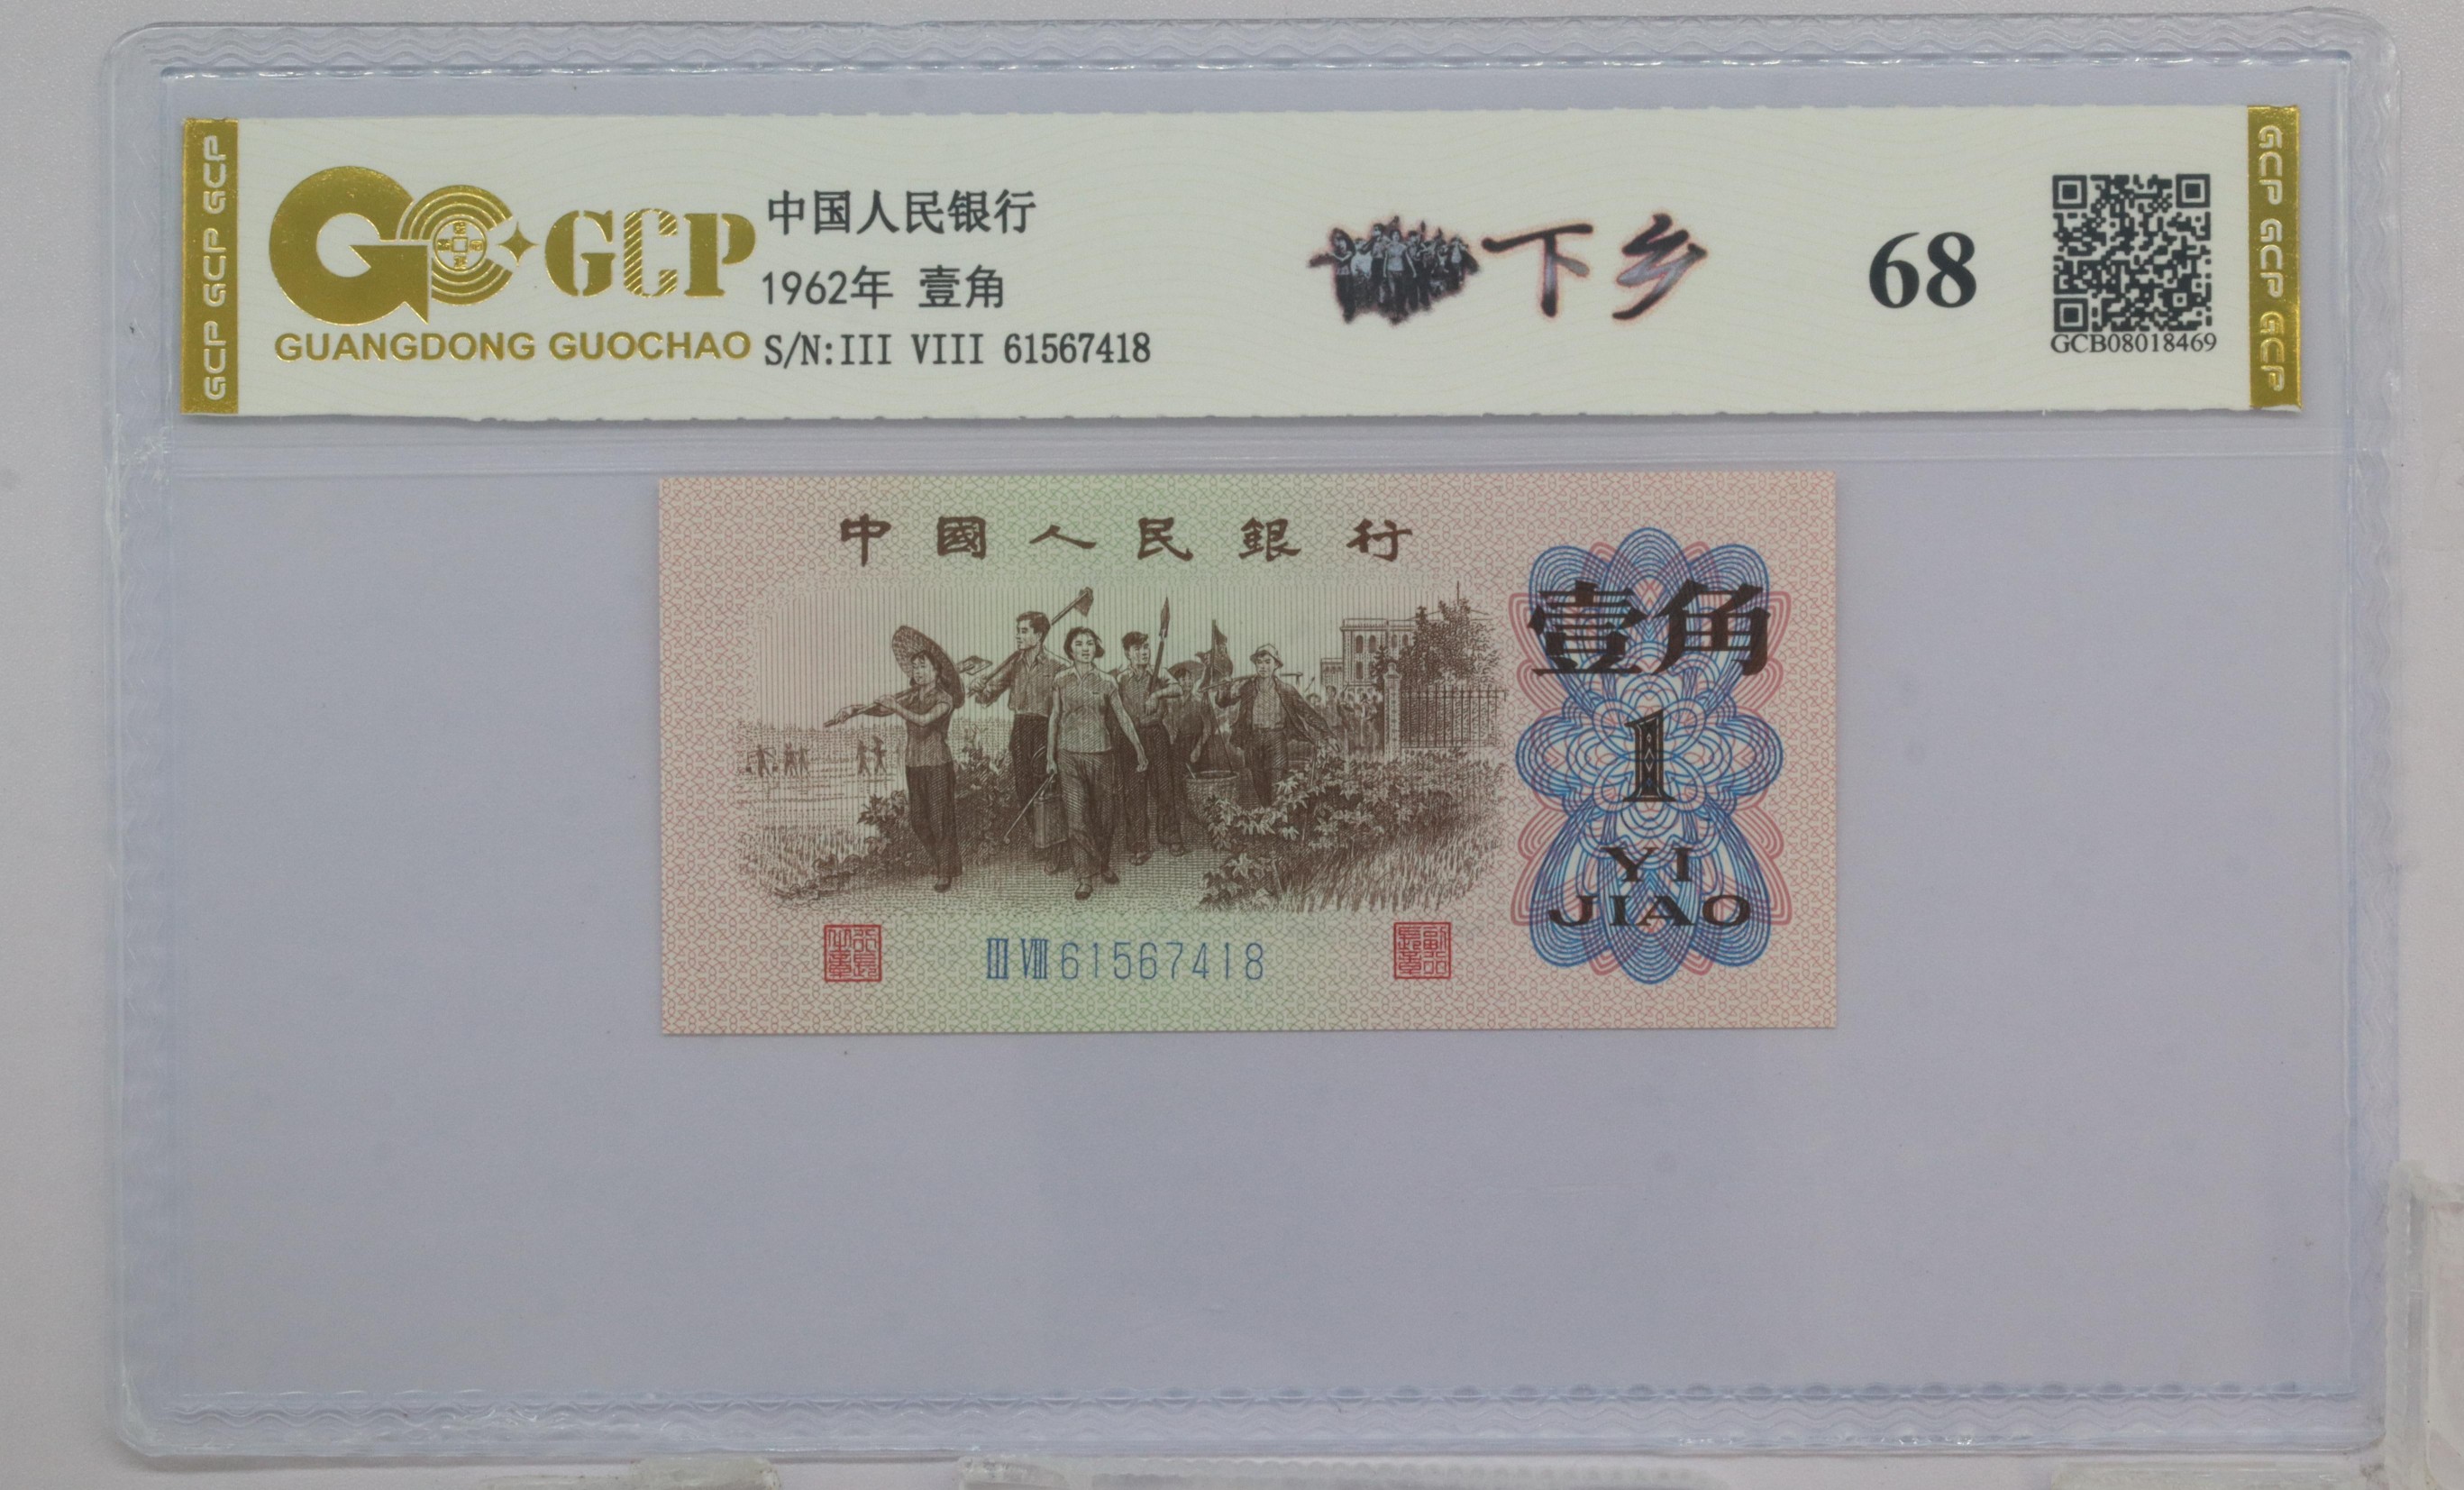 GCP GCP GCP
GCP
GUANGDONG GUOCHAO
中国人民银行
1962年 壹角
S/N:III VIII 61567418
下乡
68
GCB08018469
GCP GCP GCP
中國人民銀行
壹角
1
YI
JIAO
III VIII 61567418